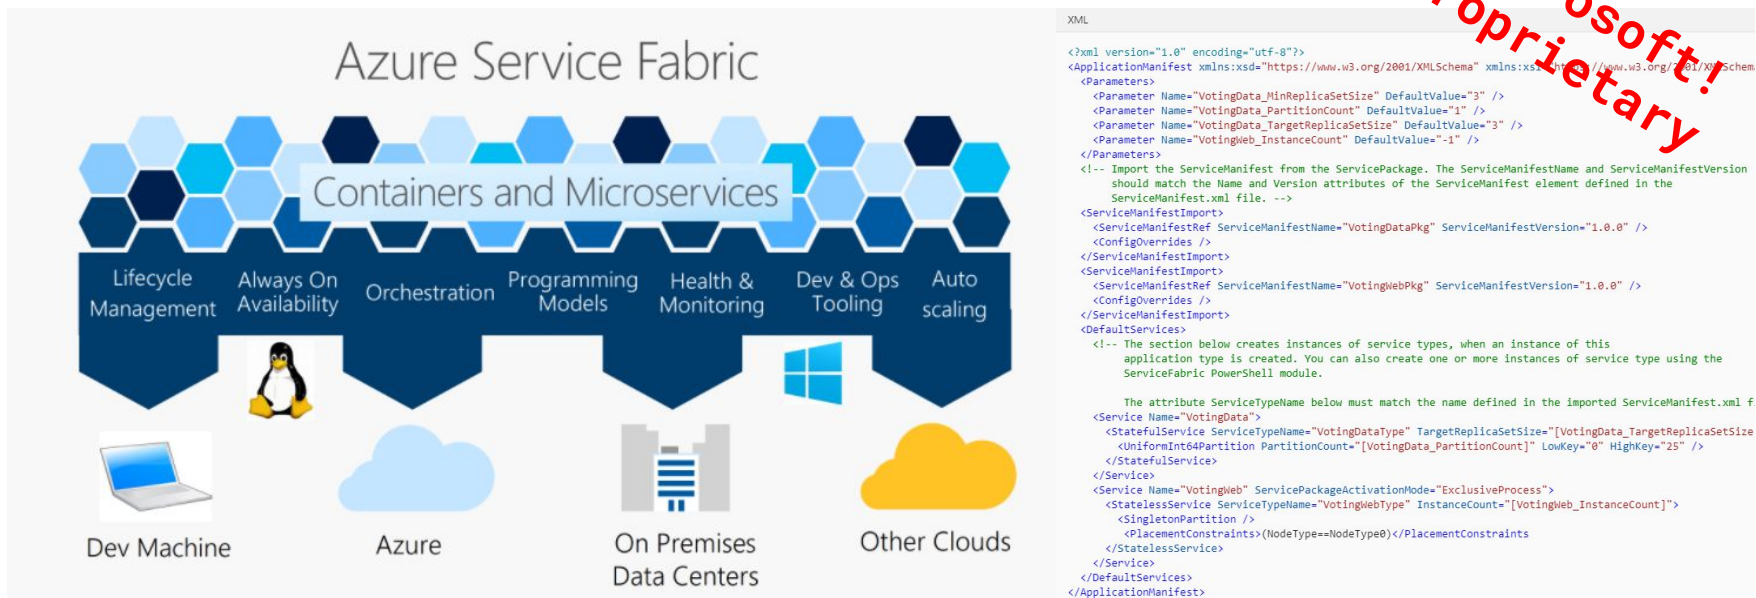 Azure Service Fabric
Containers and Microservices
Lifecycle
Management
Always On
Availability
Orchestration
Programming
Models
Health &
Monitoring
Dev & Ops
Tooling
Auto
scaling
Dev Machine
Azure
On Premises
Data Centers
Other Clouds
XML
<?xml version="1.0" encoding="utf-8"?>
<ApplicationManifest xmlns:xsd="https://www.w3.org/2001/XMLSchema" xmlns:xsi="https://www.w3.org/2001/XMLSchem
<Parameters>
<Parameter Name="VotingData_MinReplicaSetSize" DefaultValue="3" />
<Parameter Name="VotingData_PartitionCount" DefaultValue="1" />
<Parameter Name="VotingData_TargetReplicaSetSize" DefaultValue="3" />
<Parameter Name="VotingWeb_InstanceCount" DefaultValue="-1" />
</Parameters>
<!-- Import the ServiceManifest from the ServicePackage. The ServiceManifestName and ServiceManifestVersion
should match the Name and Version attributes of the ServiceManifest element defined in the
ServiceManifest.xml file. -->
<ServiceManifestImport>
<ServiceManifestRef ServiceManifestName="VotingDataPkg" ServiceManifestVersion="1.0.0" />
<ConfigOverrides />
</ServiceManifestImport>
<ServiceManifestImport>
<ServiceManifestRef ServiceManifestName="VotingWebPkg" ServiceManifestVersion="1.0.0" />
<ConfigOverrides />
</ServiceManifestImport>
<DefaultServices>
<!-- The section below creates instances of service types, when an instance of this
application type is created. You can also create one or more instances of service type using the
ServiceFabric PowerShell module.
The attribute ServiceTypeName below must match the name defined in the imported ServiceManifest.xml f
<Service Name="VotingData">
<StatefulService ServiceTypeName="VotingDataType" TargetReplicaSetSize="[VotingData_TargetReplicaSetSize
<UniformInt64Partition PartitionCount="[VotingData_PartitionCount]" LowKey="0" HighKey="25" />
</StatefulService>
</Service>
<Service Name="VotingWeb" ServicePackageActivationMode="ExclusiveProcess">
<StatelessService ServiceTypeName="VotingWebType" InstanceCount="[VotingWeb_InstanceCount]">
<SingletonPartition />
<PlacementConstraints>(NodeType==NodeType0)</PlacementConstraints
</StatelessService>
</Service>
</DefaultServices>
</ApplicationManifest>
osoft!
roprietary